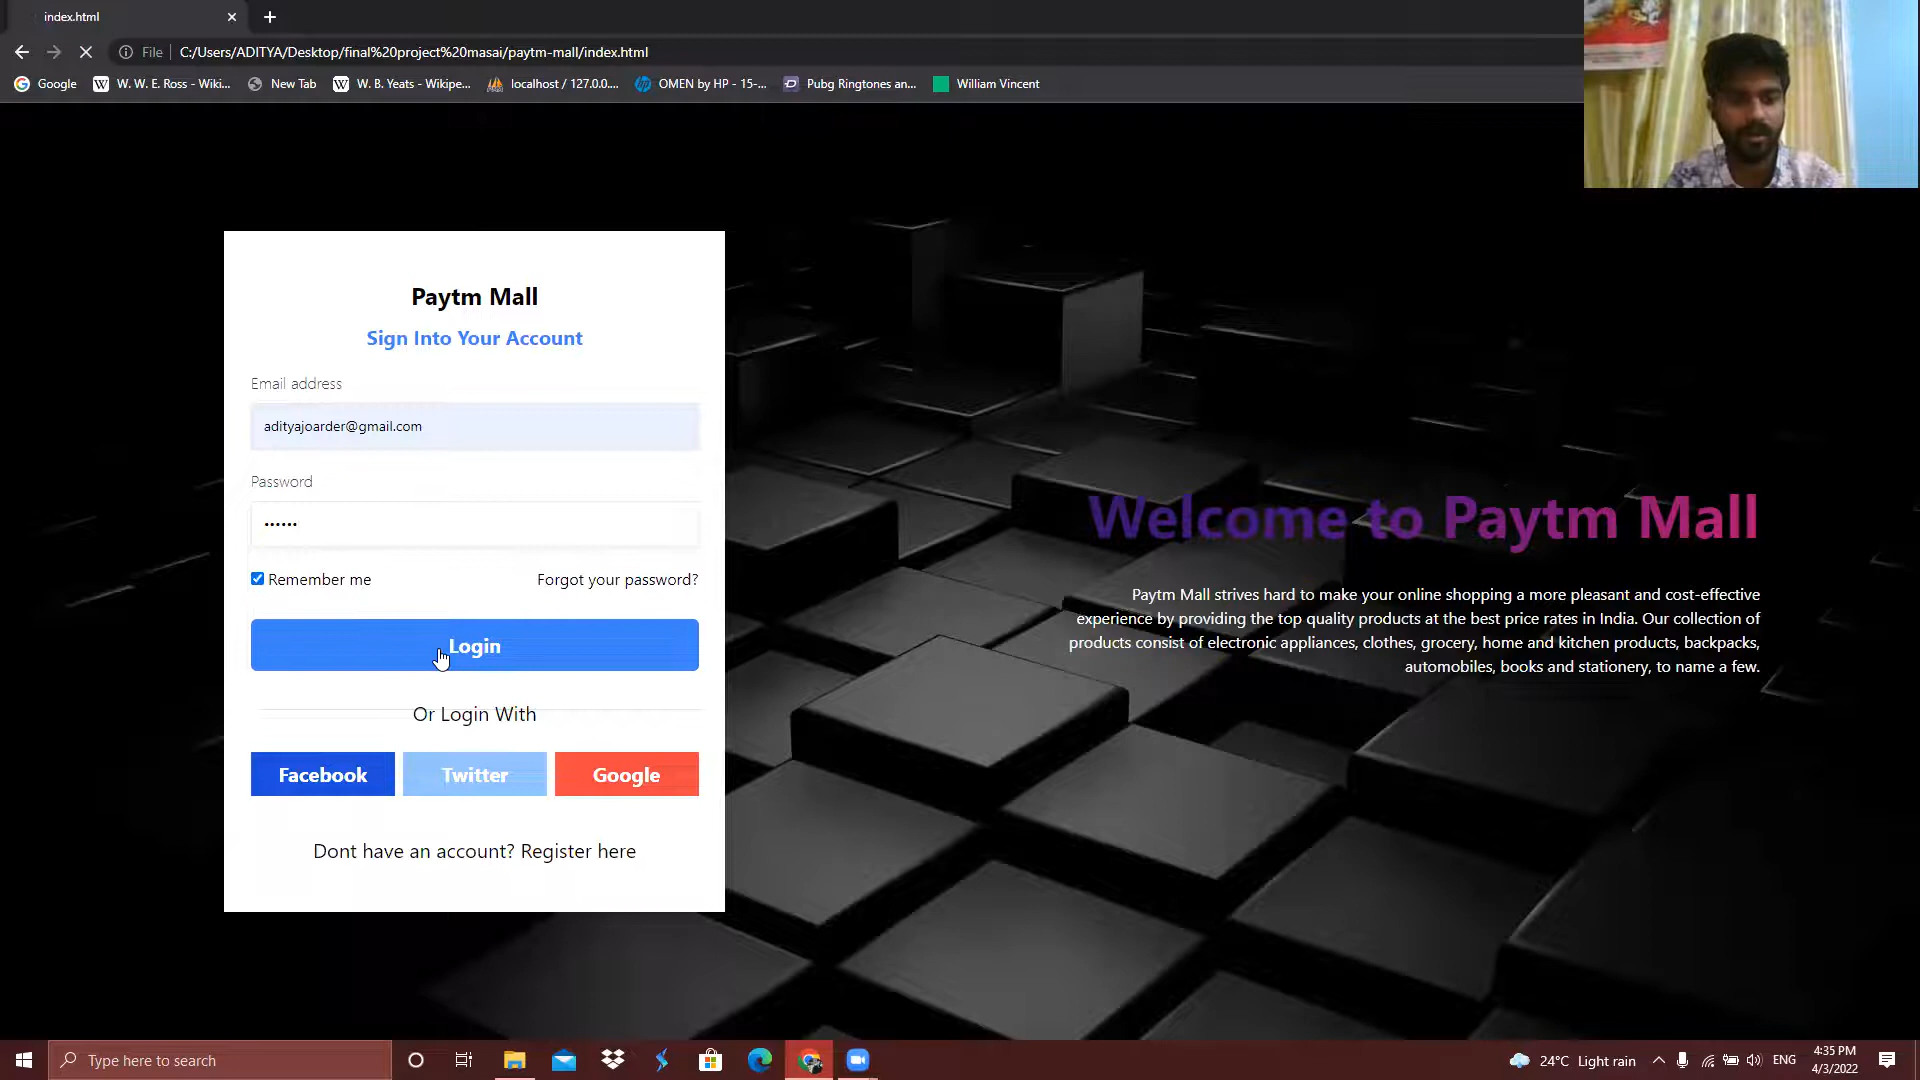 index.html
File
C:/Users/ADITYA/Desktop/final%20project%20masai/paytm-mall/index.html
Google
W. W. E. Ross - Wiki...
New Tab
W. B. Yeats - Wikipe...
localhost / 127.0.0....
OMEN by HP - 15-...
Pubg Ringtones an...
William Vincent
Paytm Mall
Sign Into Your Account
Email address
adityajoarder@gmail.com
Password
Remember me
Forgot your password?
Login
Or Login With
Facebook
Twitter
Google
Dont have an account? Register here
Welcome to Paytm Mall
Paytm Mall strives hard to make your online shopping a more pleasant and cost-effective
experience by providing the top quality products at the best price rates in India. Our collection of
products consist of electronic appliances, clothes, grocery, home and kitchen products, backpacks,
automobiles, books and stationery, to name a few.
Type here to search
24°C Light rain
ENG
4:35 PM
4/3/2022